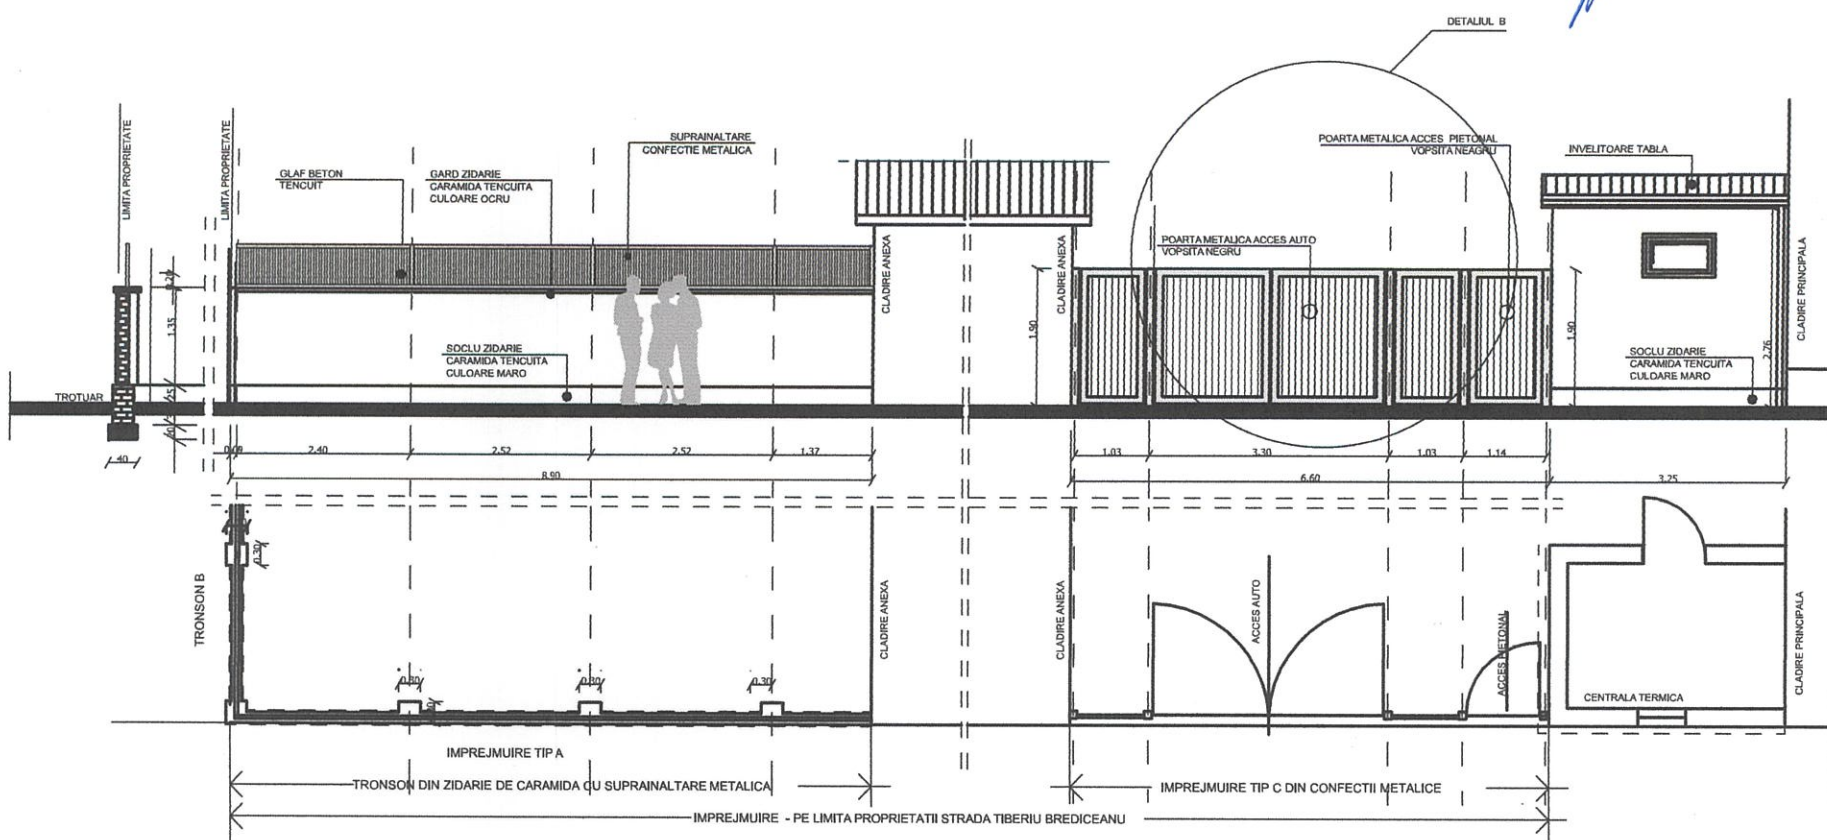 DETALIUL B
LIMITA PROPRIETATE
LIMITA PROPRIETATE
GLAF BETON
TENCUIT
GARD ZIDARIE
CARAMIDA TENCUITA
CULOARE OCRU
SUPRAINALTARE
CONFECTIE METALICA
POARTA METALICA ACCES PIETONAL
VOPSITA NEAGRU
INVELITOARE TABLA
POARTA METALICA ACCES AUTO
VOPSITA NEGRU
CLADIRE ANEXA
CLADIRE ANEXA
CLADIRE PRINCIPALA
1.35
1.90
1.90
2.76
SOCLU ZIDARIE
CARAMIDA TENCUITA
CULOARE MARO
SOCLU ZIDARIE
CARAMIDA TENCUITA
CULOARE MARO
TROTUAR
40
2.40
2.52
2.52
1.37
1.03
3.30
1.03
1.14
8.90
6.60
3.25
0.30
TRONSON B
CLADIRE ANEXA
CLADIRE ANEXA
ACCES AUTO
ACCES PIETONAL
CLADIRE PRINCIPALA
0.30
0.30
0.30
CENTRALA TERMICA
IMPREJMUIRE TIP A
TRONSON DIN ZIDARIE DE CARAMIDA CU SUPRAINALTARE METALICA
IMPREJMUIRE TIP C DIN CONFECTII METALICE
IMPREJMUIRE - PE LIMITA PROPRIETATII STRADA TIBERIU BREDICEANU